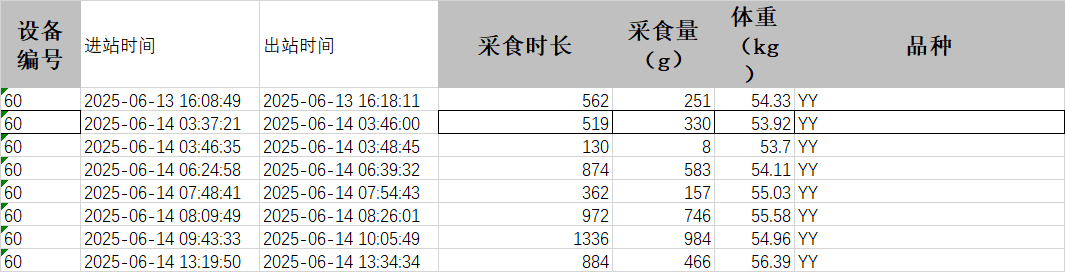 设备编号 进站时间 出站时间 采食时长 采食量（g） 体重（kg） 品种
60 2025-06-13 16:08:49 2025-06-13 16:18:11 562 251 54.33 YY
60 2025-06-14 03:37:21 2025-06-14 03:46:00 519 330 53.92 YY
60 2025-06-14 03:46:35 2025-06-14 03:48:45 130 8 53.7 YY
60 2025-06-14 06:24:58 2025-06-14 06:39:32 874 583 54.11 YY
60 2025-06-14 07:48:41 2025-06-14 07:54:43 362 157 55.03 YY
60 2025-06-14 08:09:49 2025-06-14 08:26:01 972 746 55.58 YY
60 2025-06-14 09:43:33 2025-06-14 10:05:49 1336 984 54.96 YY
60 2025-06-14 13:19:50 2025-06-14 13:34:34 884 466 56.39 YY